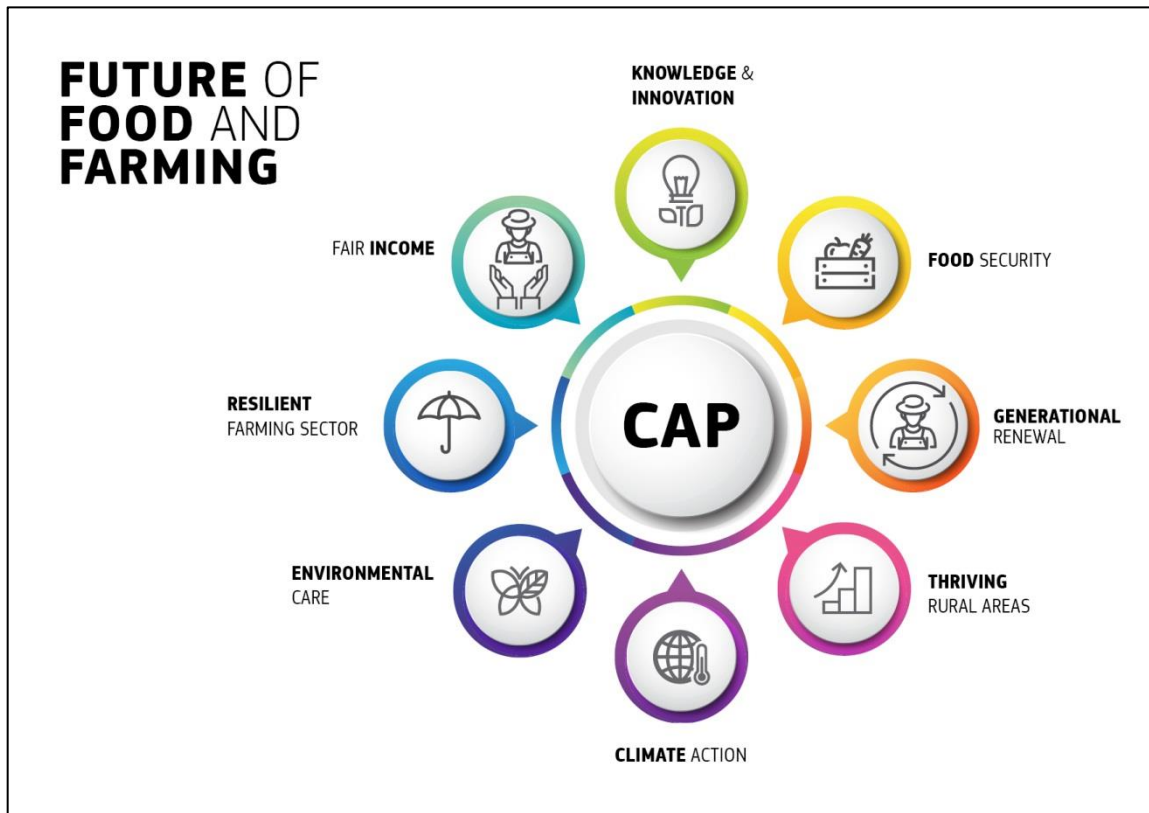 FUTURE OF
FOOD AND
FARMING
KNOWLEDGE &
INNOVATION
FOOD SECURITY
GENERATIONAL
RENEWAL
THRIVING
RURAL AREAS
CLIMATE ACTION
ENVIRONMENTAL
CARE
RESILIENT
FARMING SECTOR
FAIR INCOME
CAP